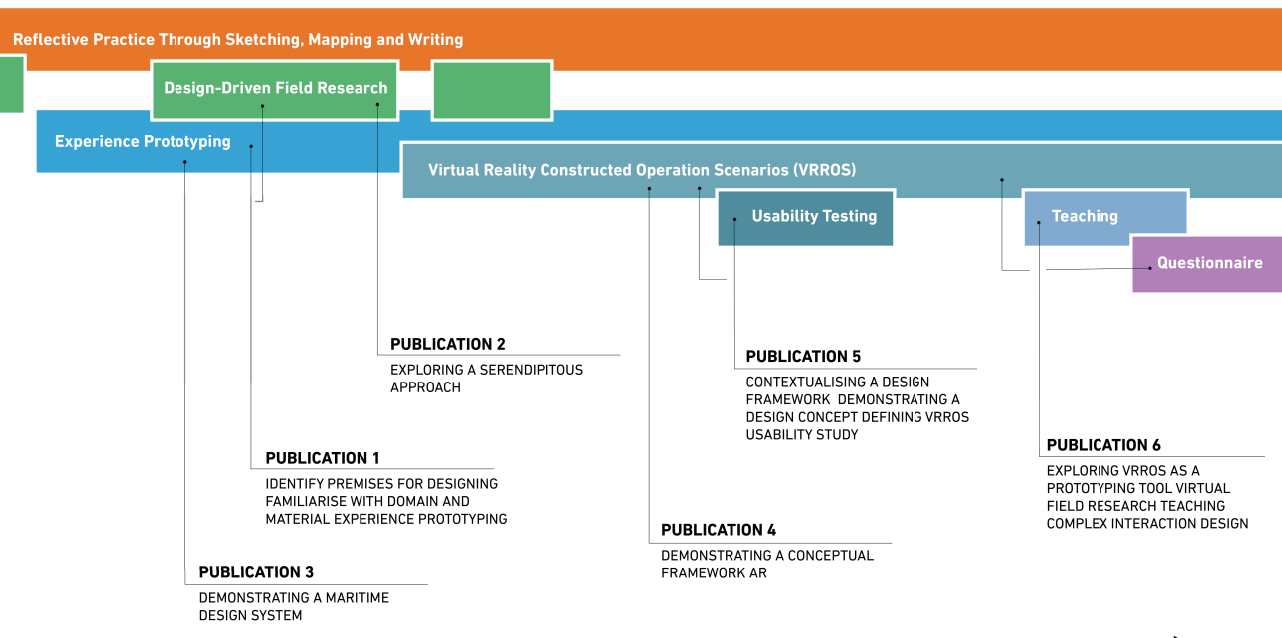 Reflective Practice Through Sketching, Mapping and Writing
Design-Driven Field Research
Experience Prototyping
Virtual Reality Constructed Operation Scenarios (VRROS)
Usability Testing
Teaching
Questionnaire
PUBLICATION 2
EXPLORING A SERENDIPITOUS
APPROACH
PUBLICATION 5
CONTEXTUALISING A DESIGN
FRAMEWORK DEMONSTRATING A
DESIGN CONCEPT DEFINING VRROS
USABILITY STUDY
PUBLICATION 6
EXPLORING VRROS AS A
PROTOTYPING TOOL VIRTUAL
FIELD RESEARCH TEACHING
COMPLEX INTERACTION DESIGN
PUBLICATION 1
IDENTIFY PREMISES FOR DESIGNING
FAMILIARISE WITH DOMAIN AND
MATERIAL EXPERIENCE PROTOTYPING
PUBLICATION 4
DEMONSTRATING A CONCEPTUAL
FRAMEWORK AR
PUBLICATION 3
DEMONSTRATING A MARITIME
DESIGN SYSTEM